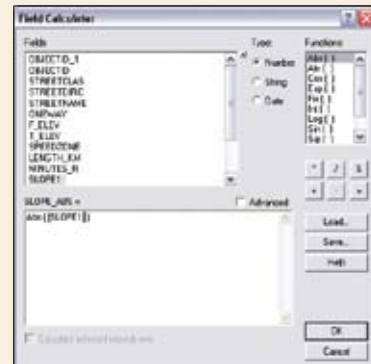 Field Calculator
Fields
Type:
Functions:
OBJECTID_1
OBJECTID
STREETCLAS
STREETDIRC
STREETNAME
ONEWAY
F_ELEV
T_ELEV
SPEEDZONE
LENGTH_KM
MINUTES_R
SLOPE1
Number
String
Date
Abs ( )
Atn ( )
Cos ( )
Exp ( )
Fix ( )
Int ( )
Log ( )
Sin ( )
Sqr ( )
* / &
+ - =
SLOPE_ABS =
Advanced
Abs([SLOPE1])
Load...
Save...
Help
OK
Cancel